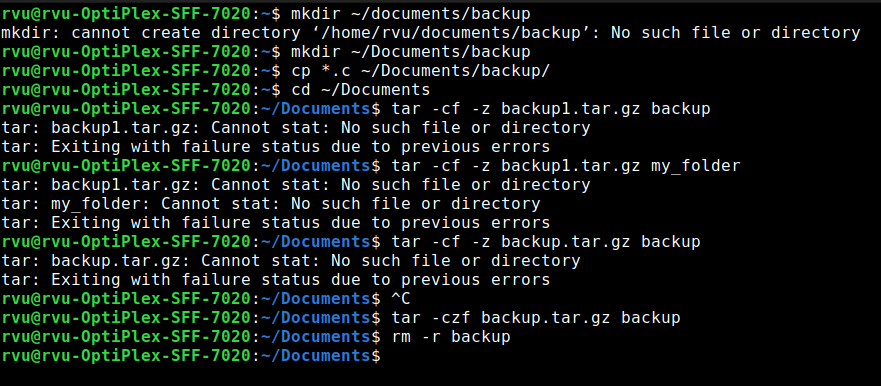 rvu@rvu-OptiPlex-SFF-7020:~$ mkdir ~/documents/backup
mkdir: cannot create directory ‘/home/rvu/documents/backup’: No such file or directory
rvu@rvu-OptiPlex-SFF-7020:~$ mkdir ~/Documents/backup
rvu@rvu-OptiPlex-SFF-7020:~$ cp *.c ~/Documents/backup/
rvu@rvu-OptiPlex-SFF-7020:~$ cd ~/Documents
rvu@rvu-OptiPlex-SFF-7020:~/Documents$ tar -cf -z backup1.tar.gz backup
tar: backup1.tar.gz: Cannot stat: No such file or directory
tar: Exiting with failure status due to previous errors
rvu@rvu-OptiPlex-SFF-7020:~/Documents$ tar -cf -z backup1.tar.gz my_folder
tar: backup1.tar.gz: Cannot stat: No such file or directory
tar: my_folder: Cannot stat: No such file or directory
tar: Exiting with failure status due to previous errors
rvu@rvu-OptiPlex-SFF-7020:~/Documents$ tar -cf -z backup.tar.gz backup
tar: backup.tar.gz: Cannot stat: No such file or directory
tar: Exiting with failure status due to previous errors
rvu@rvu-OptiPlex-SFF-7020:~/Documents$ ^C
rvu@rvu-OptiPlex-SFF-7020:~/Documents$ tar -czf backup.tar.gz backup
rvu@rvu-OptiPlex-SFF-7020:~/Documents$ rm -r backup
rvu@rvu-OptiPlex-SFF-7020:~/Documents$